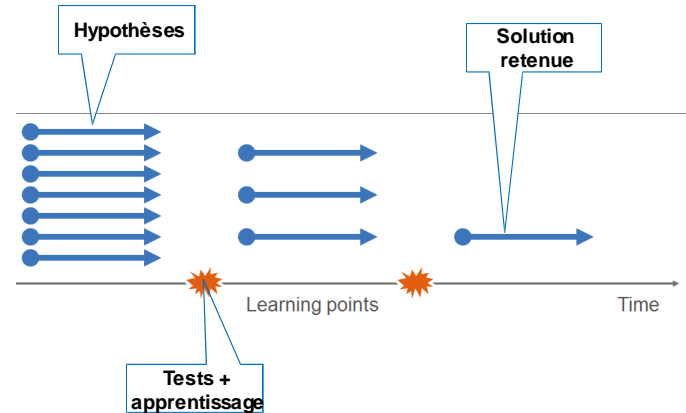 Hypothèses
Solution
retenue
Learning points
Time
Tests +
apprentissage